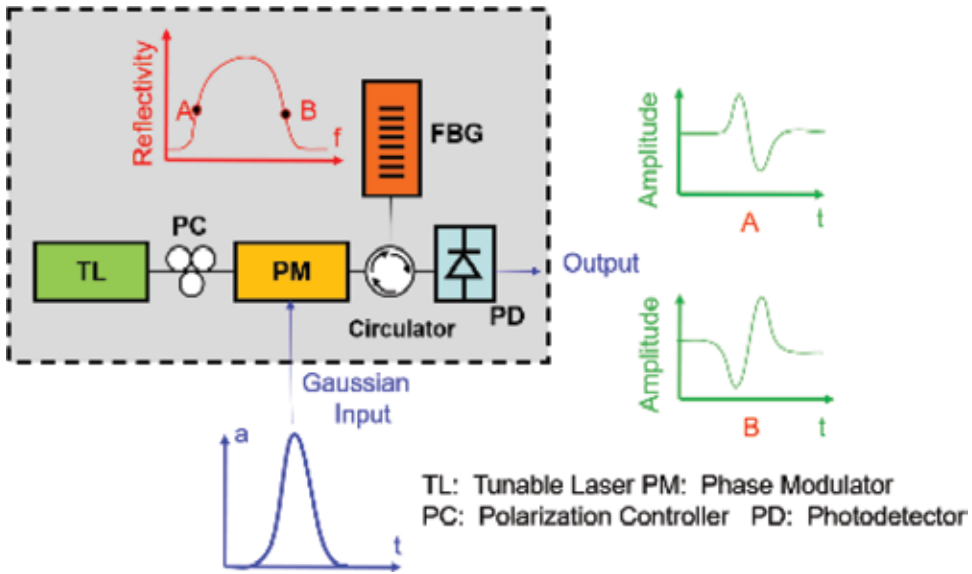 Reflectivity
A
B
f
FBG
PC
TL
PM
Circulator
PD
Output
Gaussian
Input
a
t
Amplitude
t
A
Amplitude
t
B
TL: Tunable Laser PM: Phase Modulator
PC: Polarization Controller PD: Photodetector